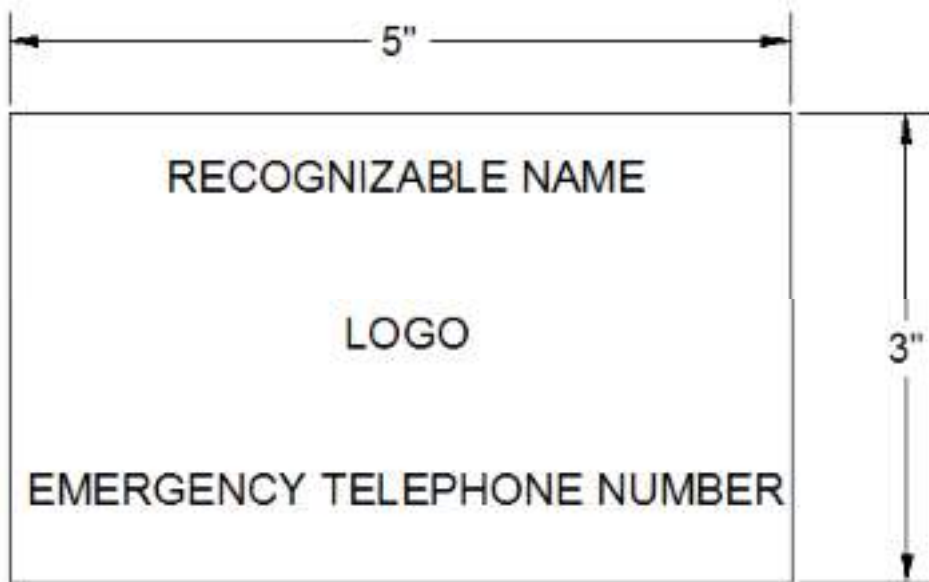 5"
RECOGNIZABLE NAME
LOGO
3"
EMERGENCY TELEPHONE NUMBER